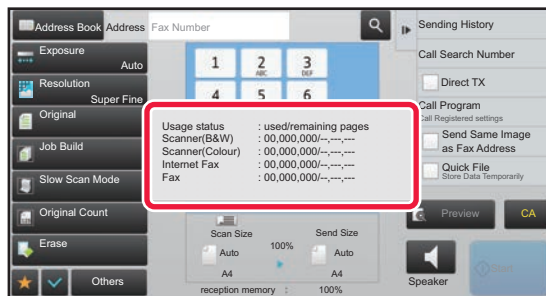 Address Book
Address
Fax Number
Sending History
Exposure
Auto
Resolution
Super Fine
Original
Job Build
Slow Scan Mode
Original Count
Erase
Others
1
2
ABC
3
DEF
4
5
6
Usage status : used/remaining pages
Scanner(B&W) : 00,000,000/--,---,---
Scanner(Colour) : 00,000,000/--,---,---
Internet Fax : 00,000,000/--,---,---
Fax : 00,000,000/--,---,---
Scan Size
Send Size
100%
Auto
Auto
A4
A4
reception memory : 100%
Call Search Number
Direct TX
Call Program
Call Registered settings
Send Same Image
as Fax Address
Quick File
Store Data Temporarily
Preview
CA
Speaker
Start